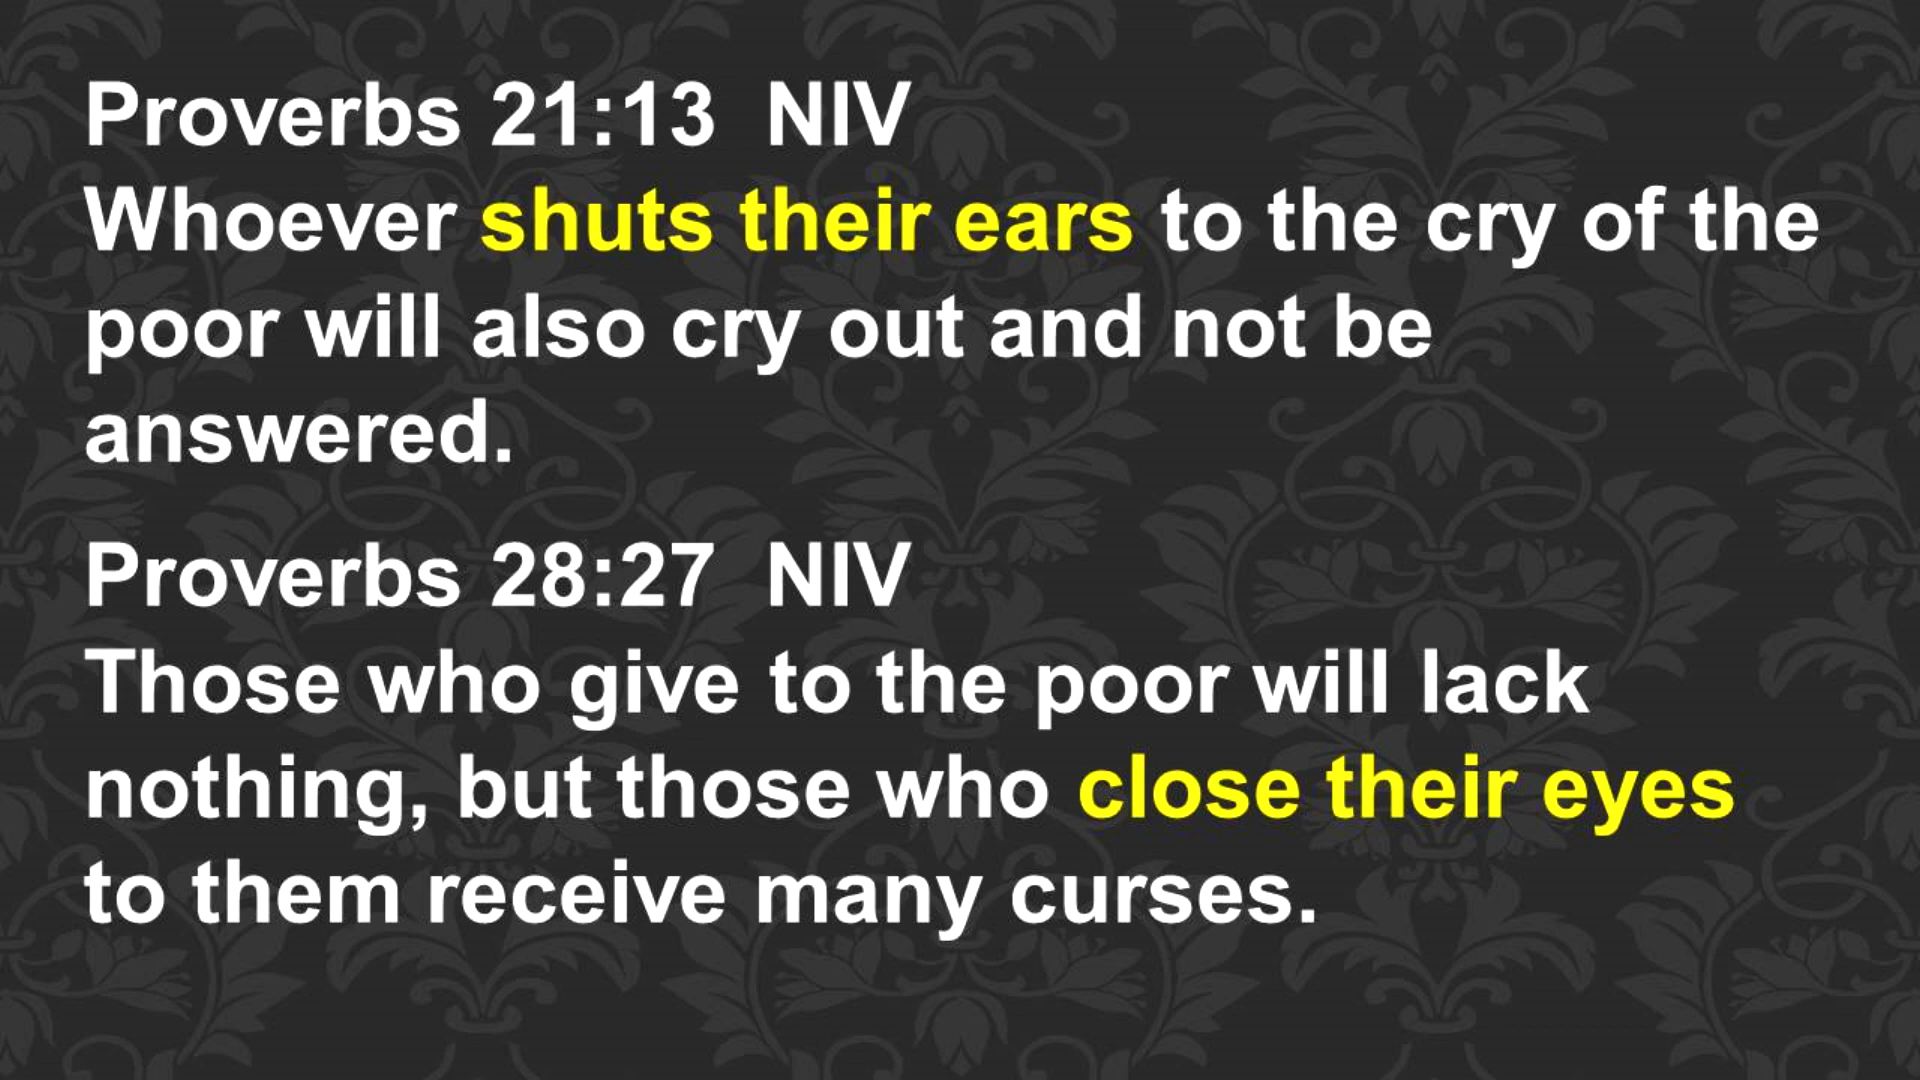 Proverbs 21:13  NIV
Whoever shuts their ears to the cry of the
poor will also cry out and not be
answered.
Proverbs 28:27  NIV
Those who give to the poor will lack
nothing, but those who close their eyes
to them receive many curses.